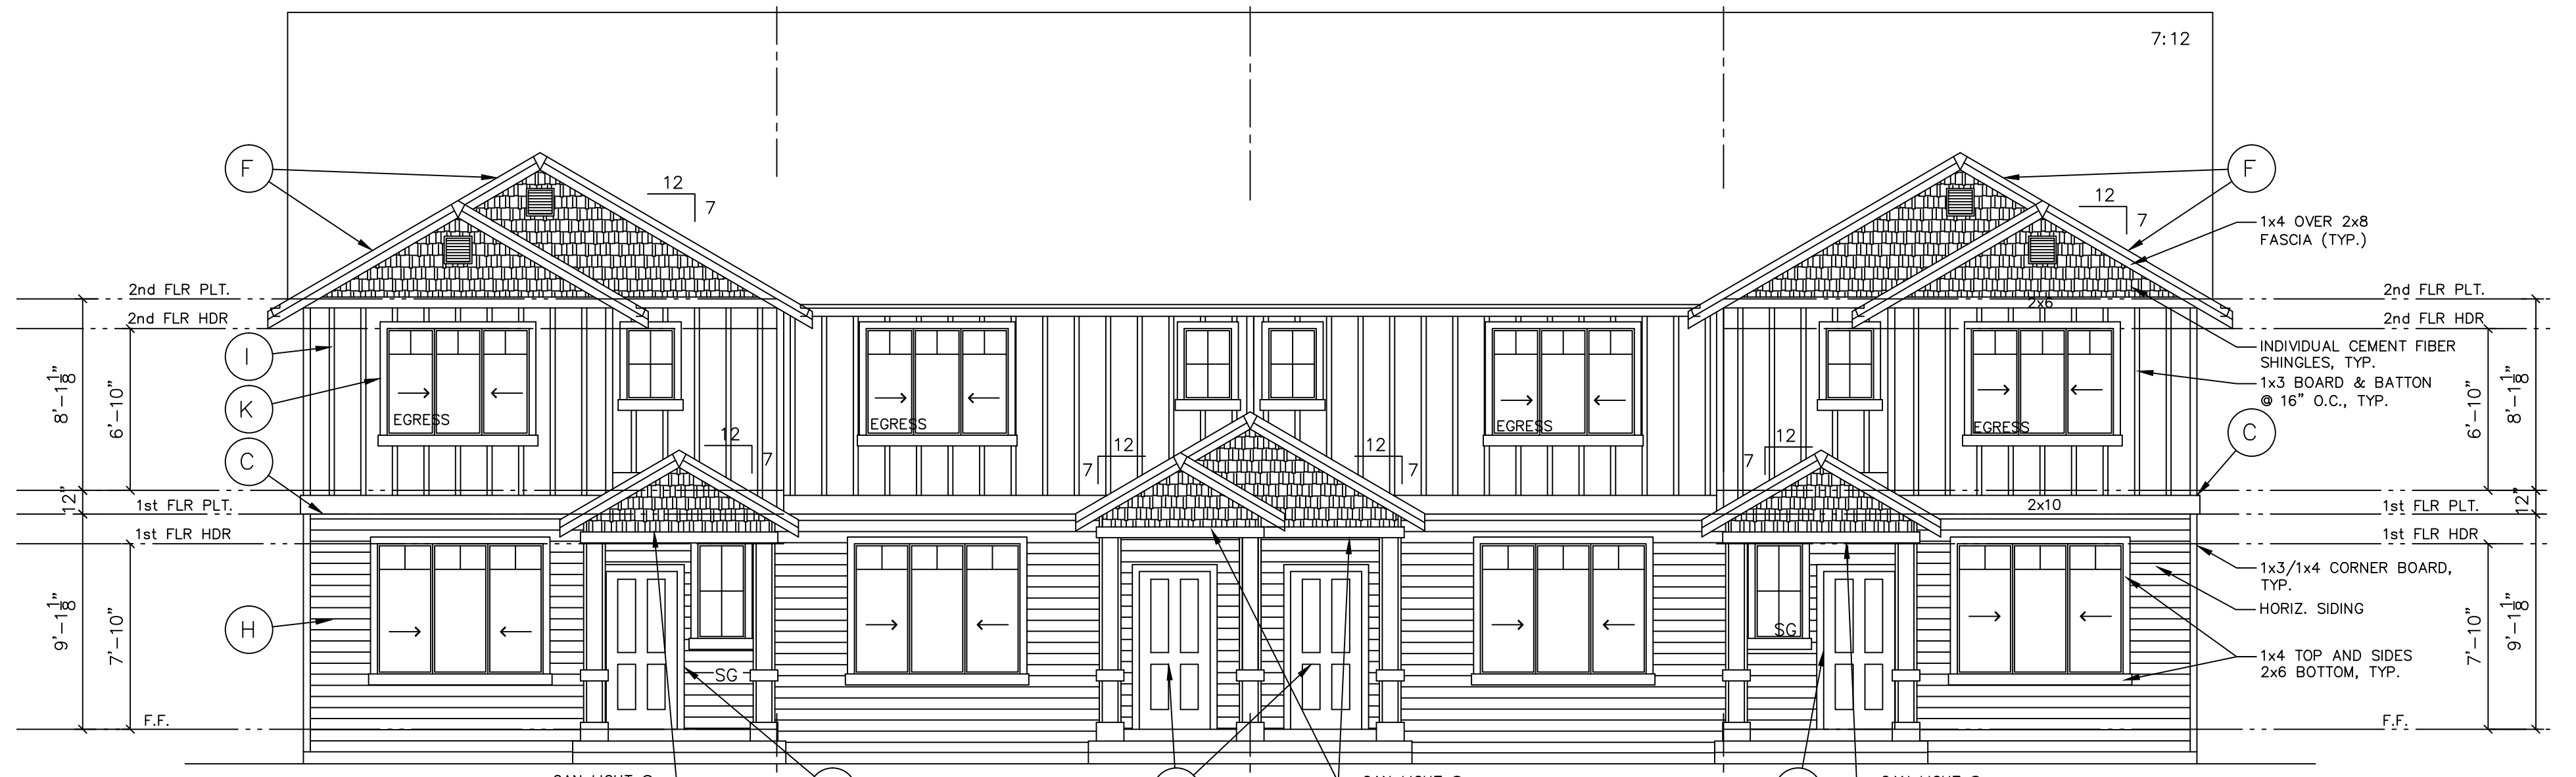 7:12
F
F
12
7
12
7
1x4 OVER 2x8
FASCIA (TYP.)
2nd FLR PLT.
2nd FLR PLT.
2x6
2nd FLR HDR
2nd FLR HDR
I
INDIVIDUAL CEMENT FIBER
SHINGLES, TYP.
K
1x3 BOARD & BATTON
@ 16" O.C., TYP.
8'-1 1/8"
6'-10"
6'-10"
8'-1 1/8"
EGRESS
EGRESS
EGRESS
EGRESS
C
C
12
7
12
7
12
7
12
7
12"
12"
1st FLR PLT.
2x10
1st FLR PLT.
1st FLR HDR
1st FLR HDR
1x3/1x4 CORNER BOARD,
TYP.
HORIZ. SIDING
H
SG
SG
9'-1 1/8"
7'-10"
7'-10"
9'-1 1/8"
1x4 TOP AND SIDES
2x6 BOTTOM, TYP.
F.F.
F.F.